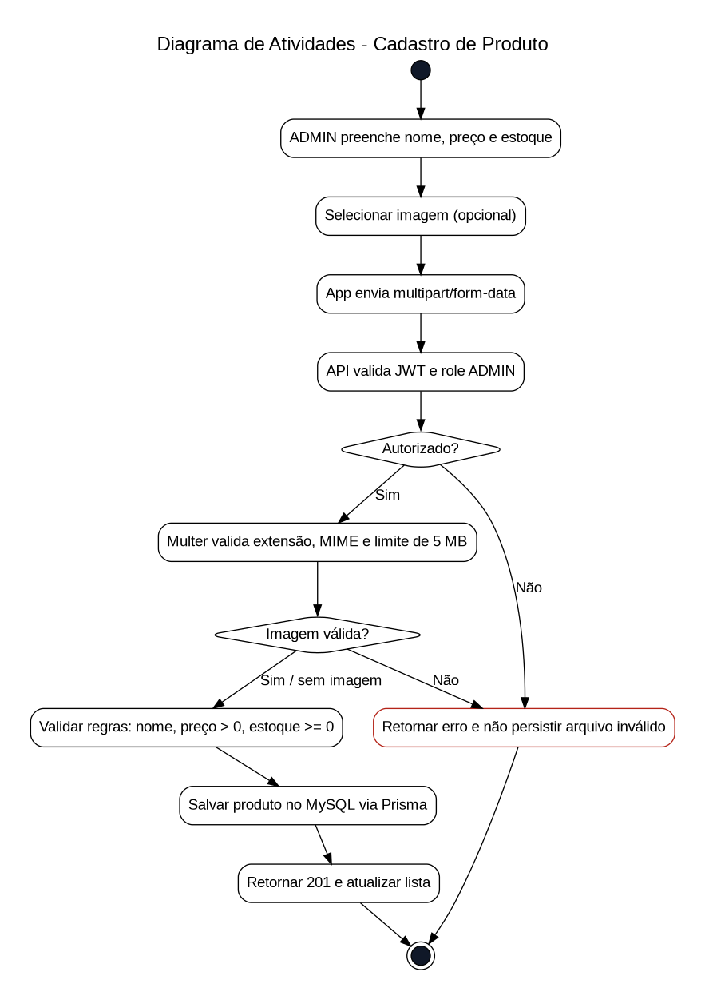 Diagrama de Atividades - Cadastro de Produto
ADMIN preenche nome, preço e estoque
Selecionar imagem (opcional)
App envia multipart/form-data
API valida JWT e role ADMIN
Autorizado?
Sim
Multer valida extensão, MIME e limite de 5 MB
Não
Imagem válida?
Sim / sem imagem
Não
Validar regras: nome, preço > 0, estoque >= 0
Retornar erro e não persistir arquivo inválido
Salvar produto no MySQL via Prisma
Retornar 201 e atualizar lista